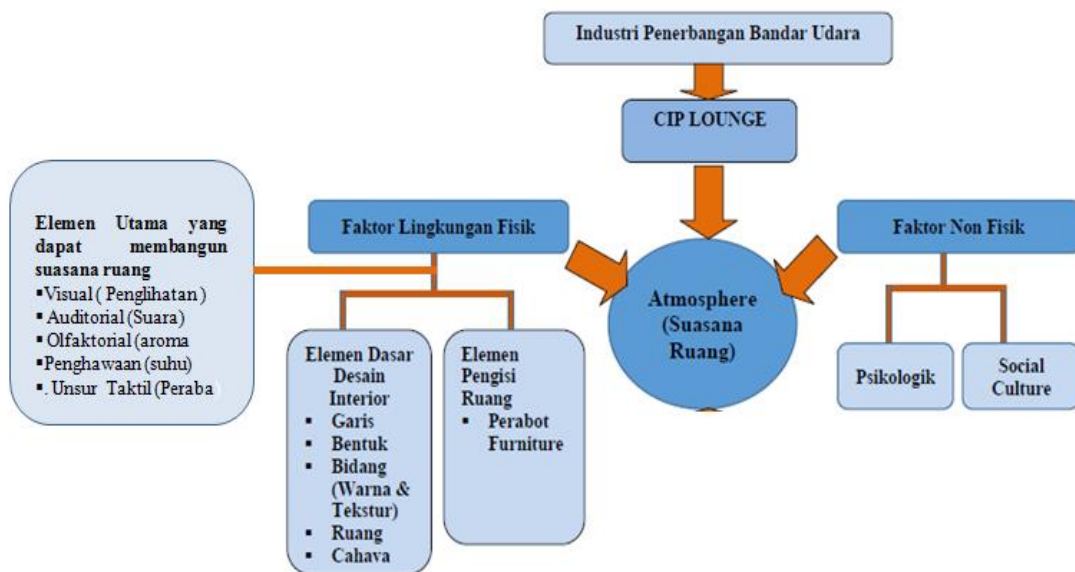 Industri Penerbangan Bandar Udara
CIP LOUNGE
Elemen Utama yang
dapat membangun
suasana ruang
▪Visual ( Penglihatan )
▪Auditorial (Suara)
▪Olfaktorial (aroma
▪Penghawaan (suhu)
▪. Unsur Taktil (Peraba)
Faktor Lingkungan Fisik
Faktor Non Fisik
Atmosphere
(Suasana
Ruang)
Elemen Dasar
Desain
Interior
▪ Garis
▪ Bentuk
▪ Bidang
(Warna &
Tekstur)
▪ Ruang
▪ Cahava
Elemen
Pengisi
Ruang
▪ Perabot
Furniture
Psikologik
Social
Culture